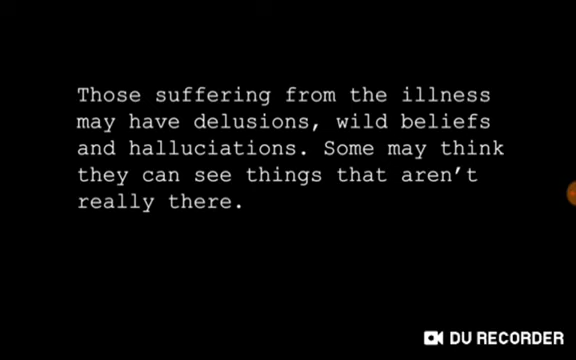 Those suffering from the illness
may have delusions, wild beliefs
and halluciations. Some may think
they can see things that aren't
really there.
DU RECORDER